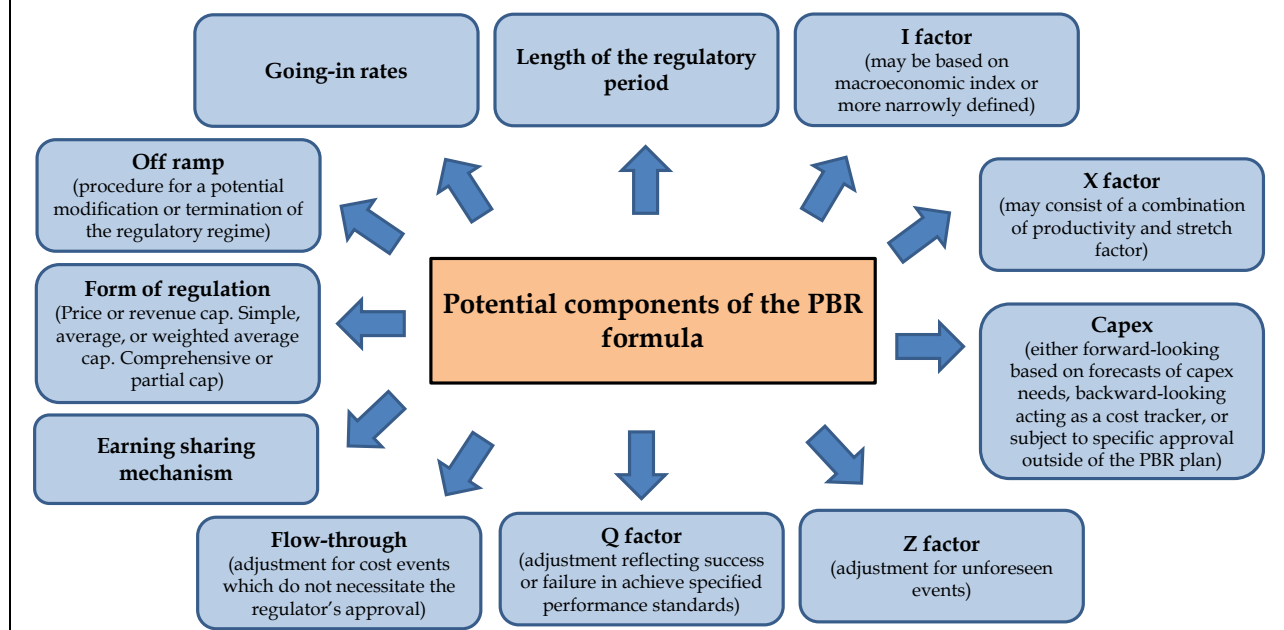 Going-in rates
Length of the regulatory
period
I factor
(may be based on
macroeconomic index or
more narrowly defined)
Off ramp
(procedure for a potential
modification or termination of
the regulatory regime)
X factor
(may consist of a combination
of productivity and stretch
factor)
Form of regulation
(Price or revenue cap. Simple,
average, or weighted average
cap. Comprehensive or
partial cap)
Potential components of the PBR
formula
Capex
(either forward-looking
based on forecasts of capex
needs, backward-looking
acting as a cost tracker, or
subject to specific approval
outside of the PBR plan)
Earning sharing
mechanism
Flow-through
(adjustment for cost events
which do not necessitate the
regulator’s approval)
Q factor
(adjustment reflecting success
or failure in achieve specified
performance standards)
Z factor
(adjustment for unforeseen
events)